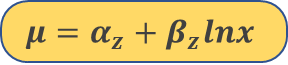 μ = α_z + β_z lnx